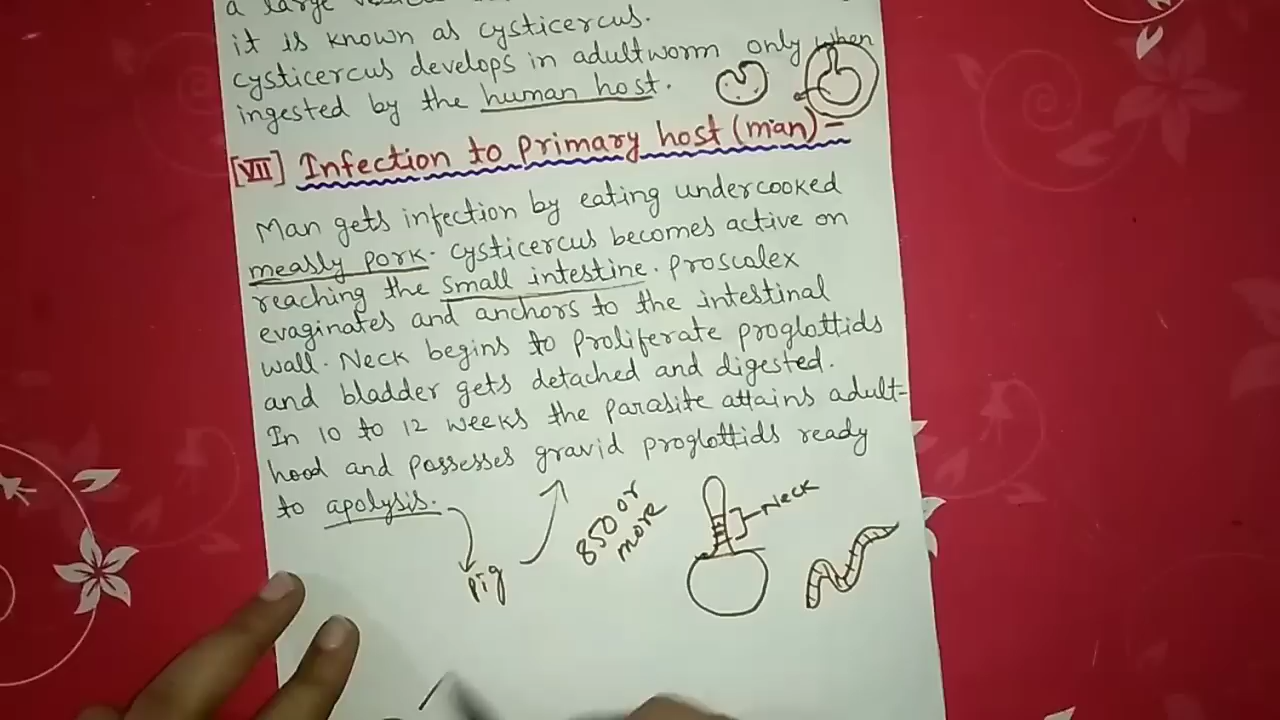 a large
it is known as cysticercus.
cysticercus develops in adultworm only when
ingested by the human host.
[VII] Infection to primary host (man) -
Man gets infection by eating undercooked
measly pork. Cysticercus becomes active on
reaching the small intestine. Proscolex
evaginates and anchors to the intestinal
wall. Neck begins to proliferate proglottids
and bladder gets detached and digested.
In 10 to 12 weeks the parasite attains adult-
hood and possesses gravid proglottids ready
to apolysis.
pig
850 or
more
Neck